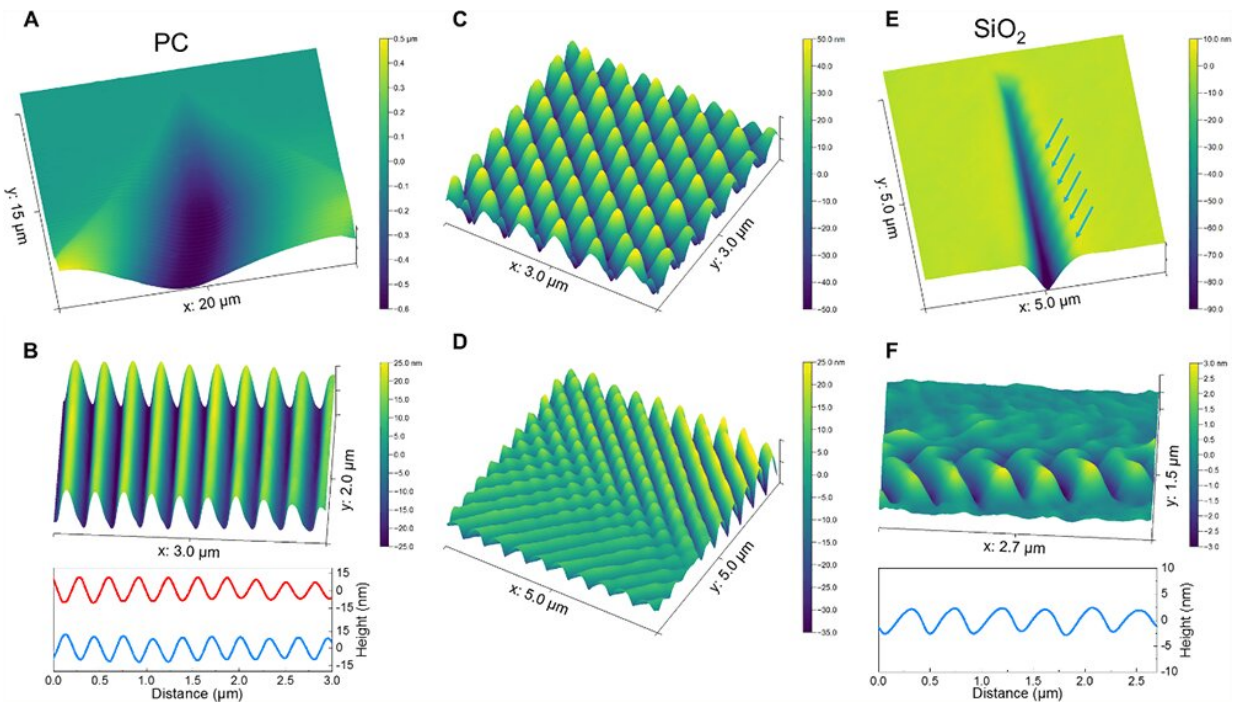 A
PC
0.5 µm
0.4
0.3
0.2
0.1
0.0
-0.1
-0.2
-0.3
-0.4
-0.5
-0.6
y: 15 µm
x: 20 µm
B
25.0 nm
20.0
15.0
10.0
5.0
0.0
-5.0
-10.0
-15.0
-20.0
-25.0
y: 2.0 µm
x: 3.0 µm
15
0
-15
15
0
-15
Height (nm)
0.0 0.5 1.0 1.5 2.0 2.5 3.0
Distance (µm)
C
50.0 nm
40.0
30.0
20.0
10.0
0.0
-10.0
-20.0
-30.0
-40.0
-50.0
x: 3.0 µm
y: 3.0 µm
D
25.0 nm
20.0
15.0
10.0
5.0
0.0
-5.0
-10.0
-15.0
-20.0
-25.0
-30.0
-35.0
x: 5.0 µm
y: 5.0 µm
E
SiO2
10.0 nm
0.0
-10.0
-20.0
-30.0
-40.0
-50.0
-60.0
-70.0
-80.0
-90.0
y: 5.0 µm
x: 5.0 µm
F
3.0 nm
2.5
2.0
1.5
1.0
0.5
0.0
-0.5
-1.0
-1.5
-2.0
-2.5
-3.0
y: 1.5 µm
x: 2.7 µm
10
5
0
-5
-10
Height (nm)
0.0 0.5 1.0 1.5 2.0 2.5
Distance (µm)